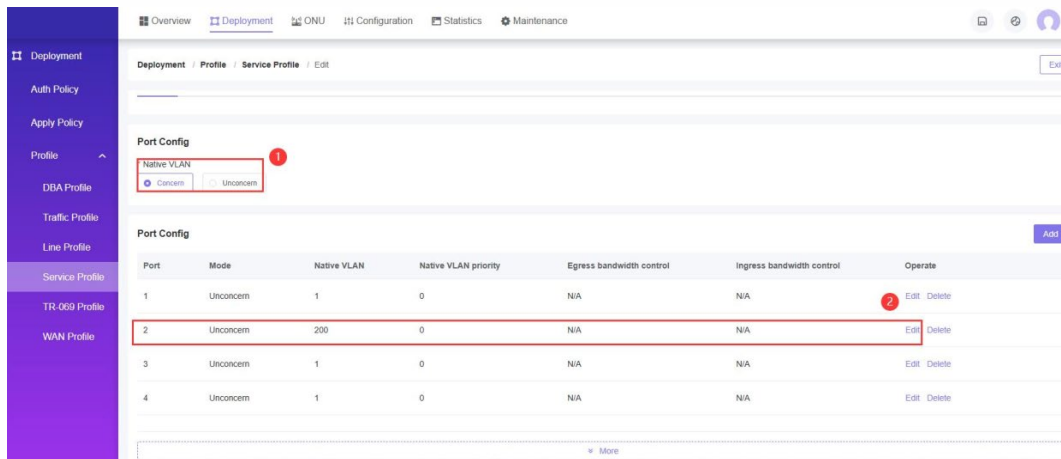 Overview Deployment ONU Configuration Statistics Maintenance
Deployment
Auth Policy
Apply Policy
Profile
DBA Profile
Traffic Profile
Line Profile
Service Profile
TR-069 Profile
WAN Profile
Deployment / Profile / Service Profile / Edit
Port Config
Native VLAN
1
Concern Unconcern
Port Config
Add
Port Mode Native VLAN Native VLAN priority Egress bandwidth control Ingress bandwidth control Operate
1 Unconcern 1 0 N/A N/A Edit Delete
2
2 Unconcern 200 0 N/A N/A Edit Delete
3 Unconcern 1 0 N/A N/A Edit Delete
4 Unconcern 1 0 N/A N/A Edit Delete
More